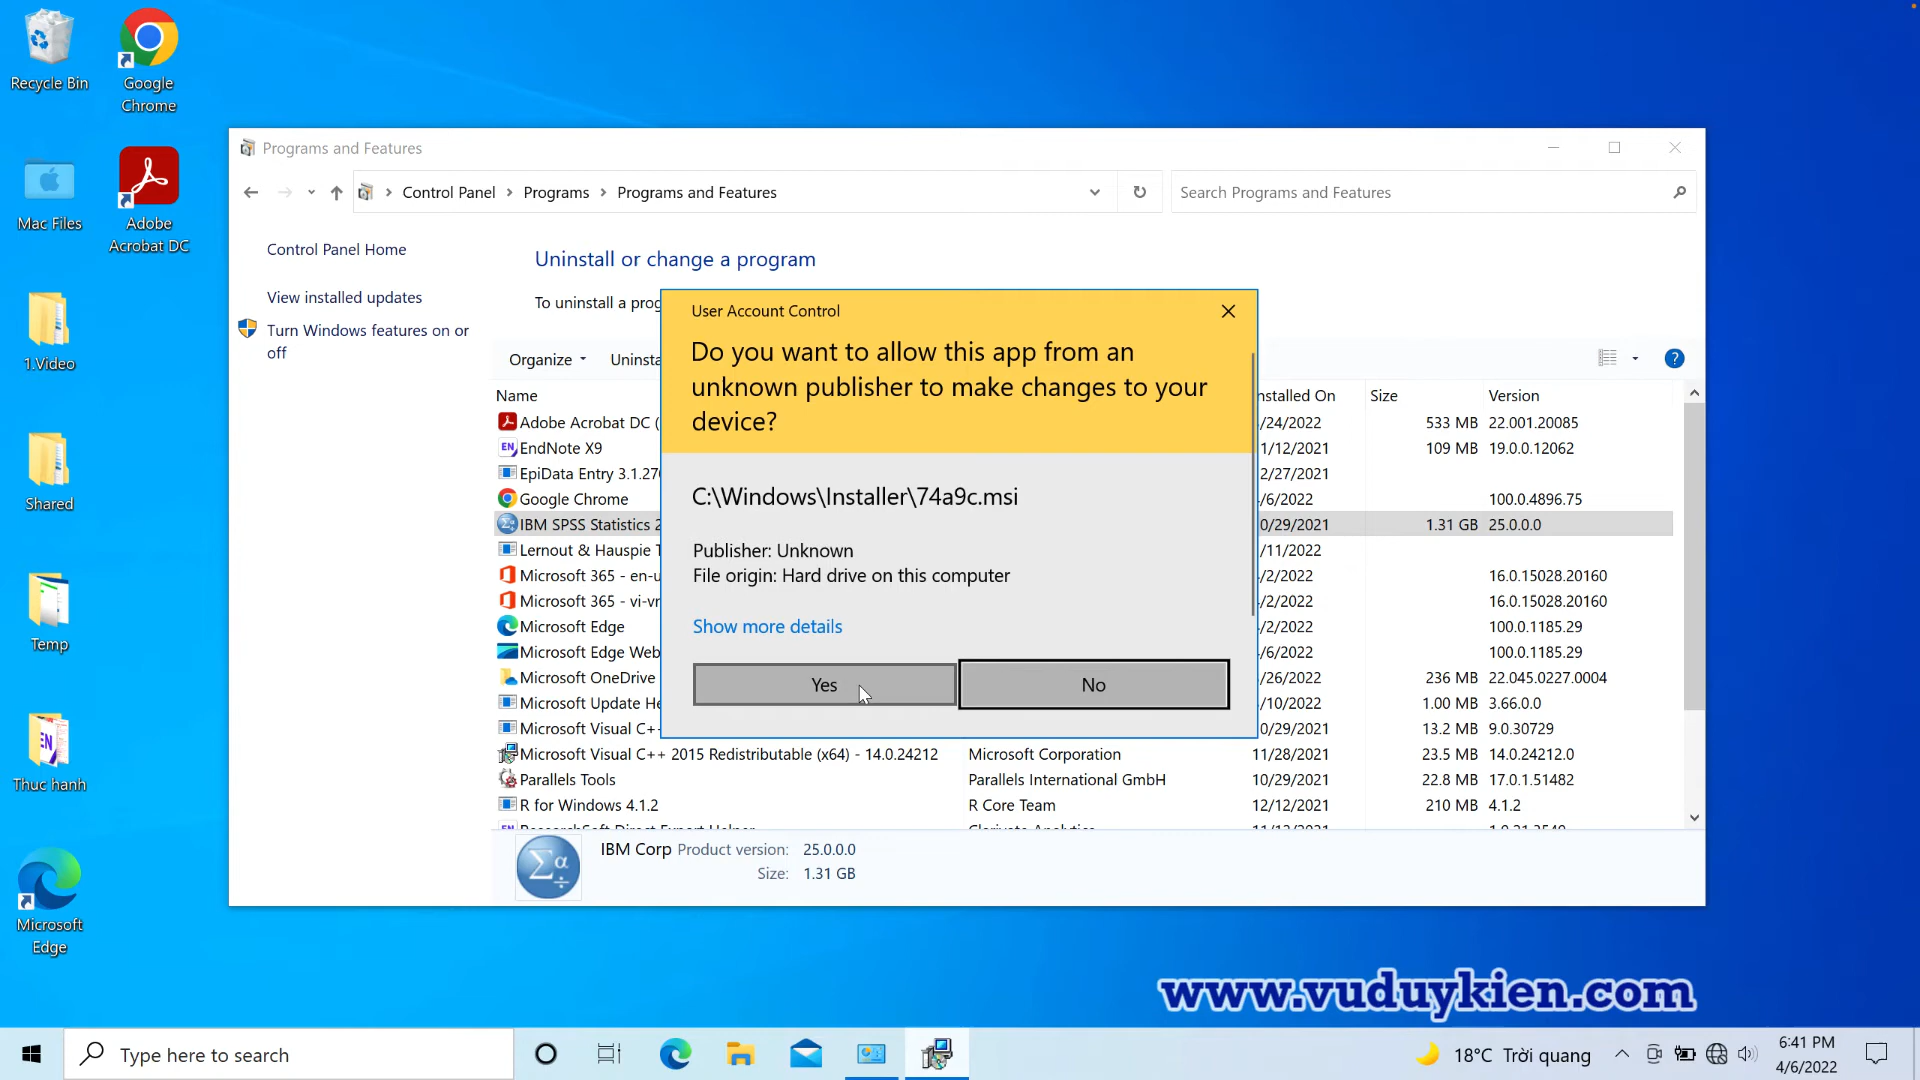 Recycle Bin
Google
Chrome
Mac Files
Adobe
Acrobat DC
1.Video
Shared
Temp
Thuc hanh
Microsoft
Edge
Programs and Features
Control Panel
Programs
Programs and Features
Search Programs and Features
Control Panel Home
View installed updates
Turn Windows features on or
off
Uninstall or change a program
To uninstall a prog
Organize
Uninsta
Name
nstalled On
Size
Version
Adobe Acrobat DC ( /24/2022 533 MB 22.001.20085
EN EndNote X9 1/12/2021 109 MB 19.0.0.12062
EpiData Entry 3.1.270 2/27/2021
Google Chrome /6/2022 100.0.4896.75
IBM SPSS Statistics 2 0/29/2021 1.31 GB 25.0.0.0
Lernout & Hauspie T /11/2022
Microsoft 365 - en-u /2/2022 16.0.15028.20160
Microsoft 365 - vi-vr /2/2022 16.0.15028.20160
Microsoft Edge /2/2022 100.0.1185.29
Microsoft Edge Web /6/2022 100.0.1185.29
Microsoft OneDrive /26/2022 236 MB 22.045.0227.0004
Microsoft Update He /10/2022 1.00 MB 3.66.0.0
Microsoft Visual C+ 0/29/2021 13.2 MB 9.0.30729
Microsoft Visual C++ 2015 Redistributable (x64) - 14.0.24212 Microsoft Corporation 11/28/2021 23.5 MB 14.0.24212.0
Parallels Tools Parallels International GmbH 10/29/2021 22.8 MB 17.0.1.51482
R for Windows 4.1.2 R Core Team 12/12/2021 210 MB 4.1.2
IBM Corp Product version: 25.0.0.0
Size: 1.31 GB
User Account Control
Do you want to allow this app from an
unknown publisher to make changes to your
device?
C:\Windows\Installer\74a9c.msi
Publisher: Unknown
File origin: Hard drive on this computer
Show more details
Yes
No
www.vuduykien.com
Type here to search
18°C Trời quang
6:41 PM
4/6/2022